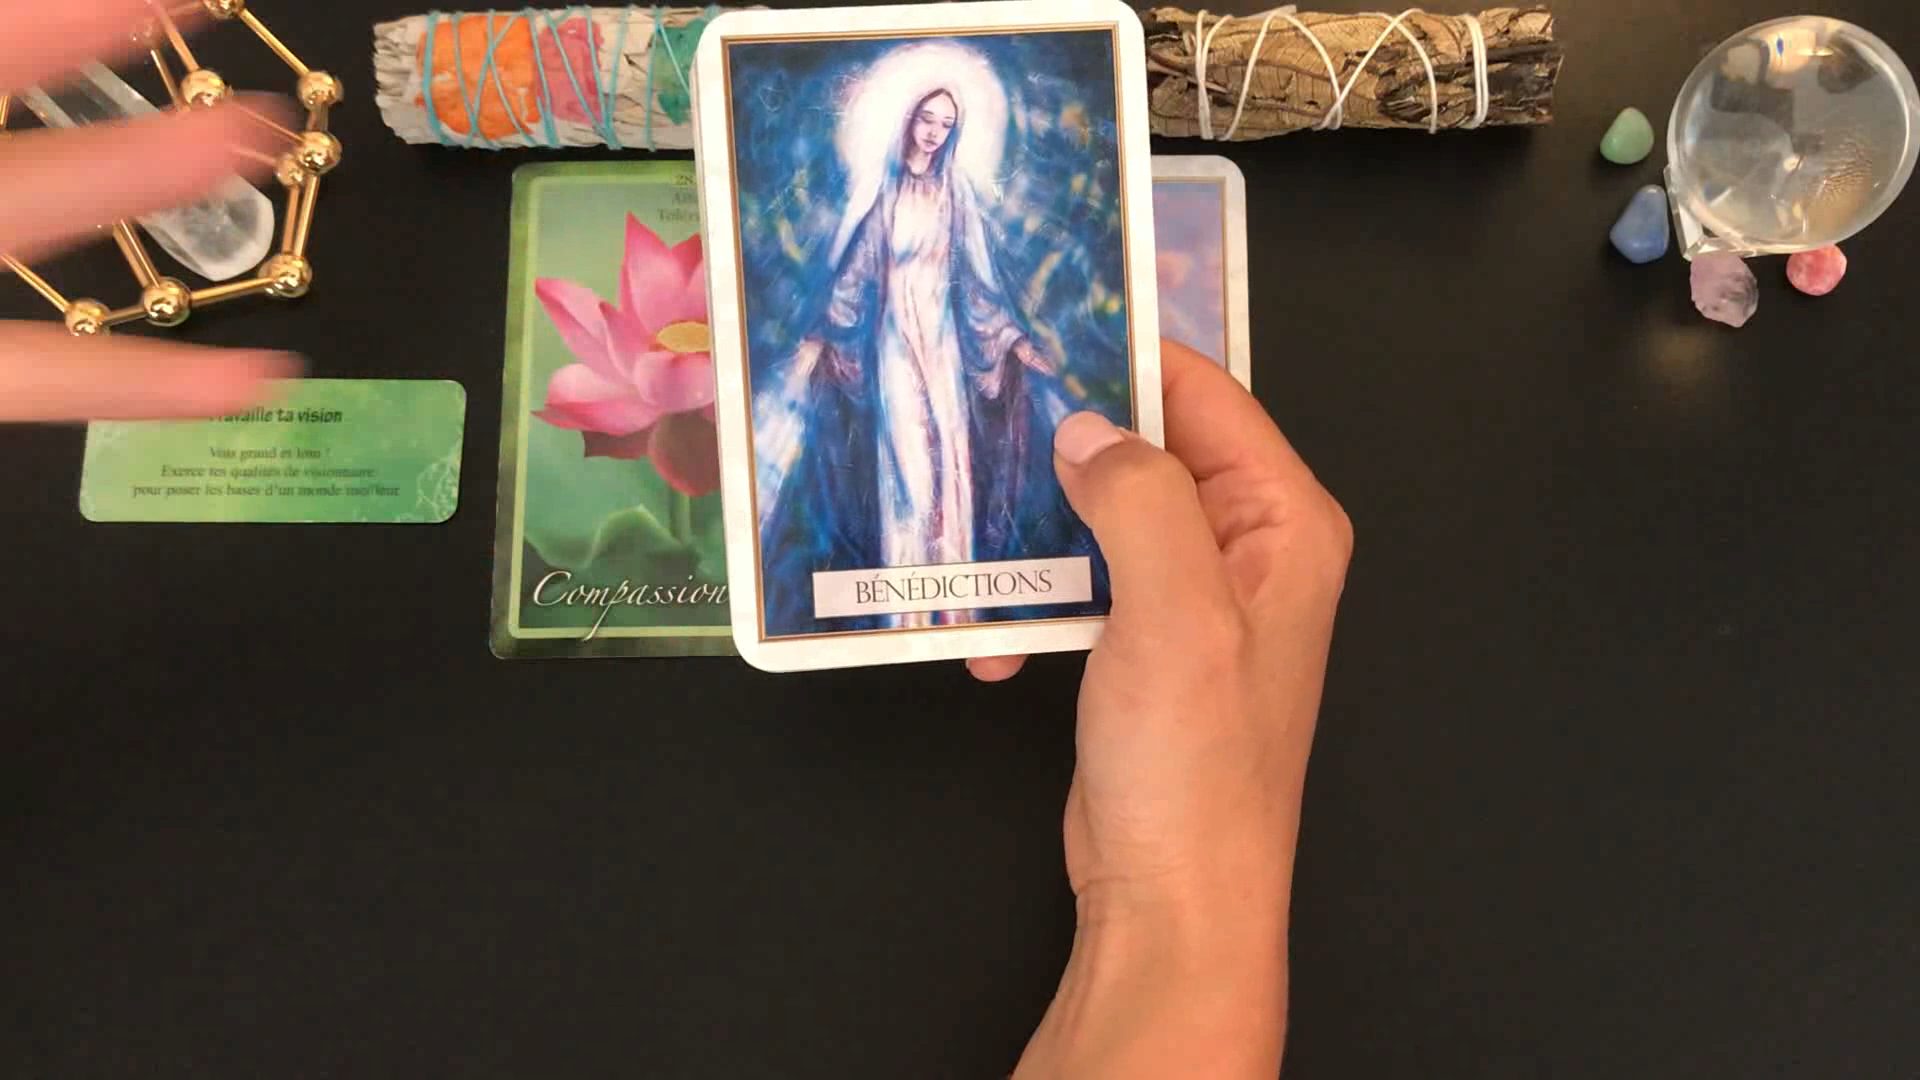 Travaille ta vision
Vois grand et loin !
Exerce tes qualités de visionnaire
pour poser les bases d'un monde meilleur
28
Compassion
BÉNÉDICTIONS